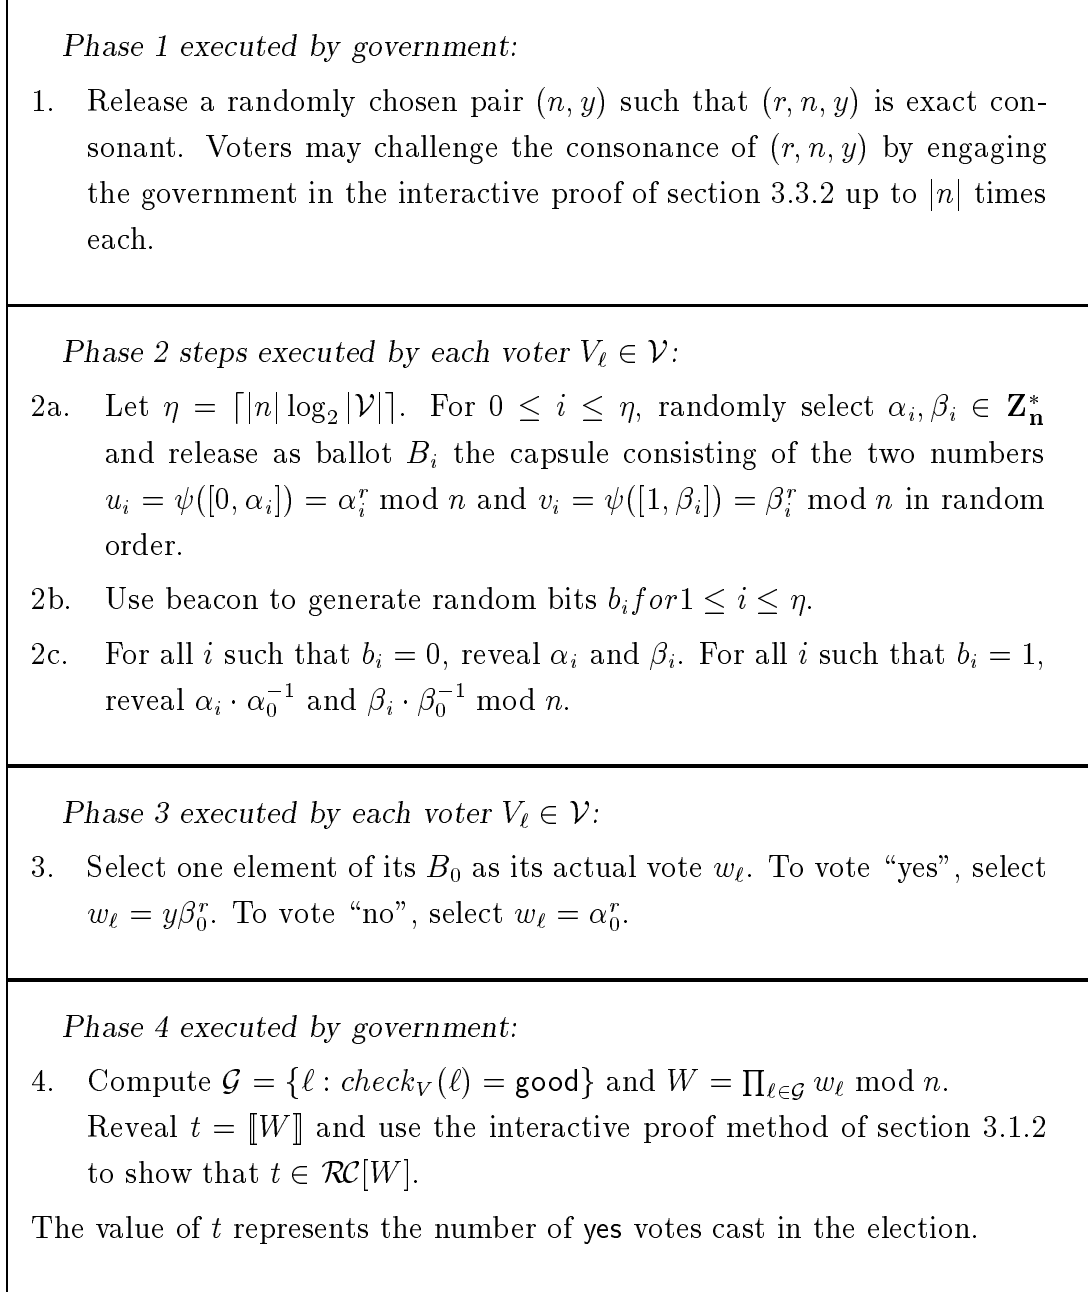 Phase 1 executed by government:
1. Release a randomly chosen pair (n, y) such that (r, n, y) is exact con-
sonant. Voters may challenge the consonance of (r, n, y) by engaging
the government in the interactive proof of section 3.3.2 up to |n| times
each.
Phase 2 steps executed by each voter V_ℓ ∈ 𝒱:
2a. Let η = ⌈|n| log₂ |𝒱|⌉. For 0 ≤ i ≤ η, randomly select α_i, β_i ∈ Z*_n
and release as ballot B_i the capsule consisting of the two numbers
u_i = ψ([0, α_i]) = α_i^r mod n and v_i = ψ([1, β_i]) = β_i^r mod n in random
order.
2b. Use beacon to generate random bits b_i for1 ≤ i ≤ η.
2c. For all i such that b_i = 0, reveal α_i and β_i. For all i such that b_i = 1,
reveal α_i · α_0^{-1} and β_i · β_0^{-1} mod n.
Phase 3 executed by each voter V_ℓ ∈ 𝒱:
3. Select one element of its B_0 as its actual vote w_ℓ. To vote “yes”, select
w_ℓ = yβ_0^r. To vote “no”, select w_ℓ = α_0^r.
Phase 4 executed by government:
4. Compute 𝒢 = {ℓ : check_V(ℓ) = good} and W = ∏_{ℓ∈𝒢} w_ℓ mod n.
Reveal t = ⟦W⟧ and use the interactive proof method of section 3.1.2
to show that t ∈ ℛ𝒞[W].
The value of t represents the number of yes votes cast in the election.